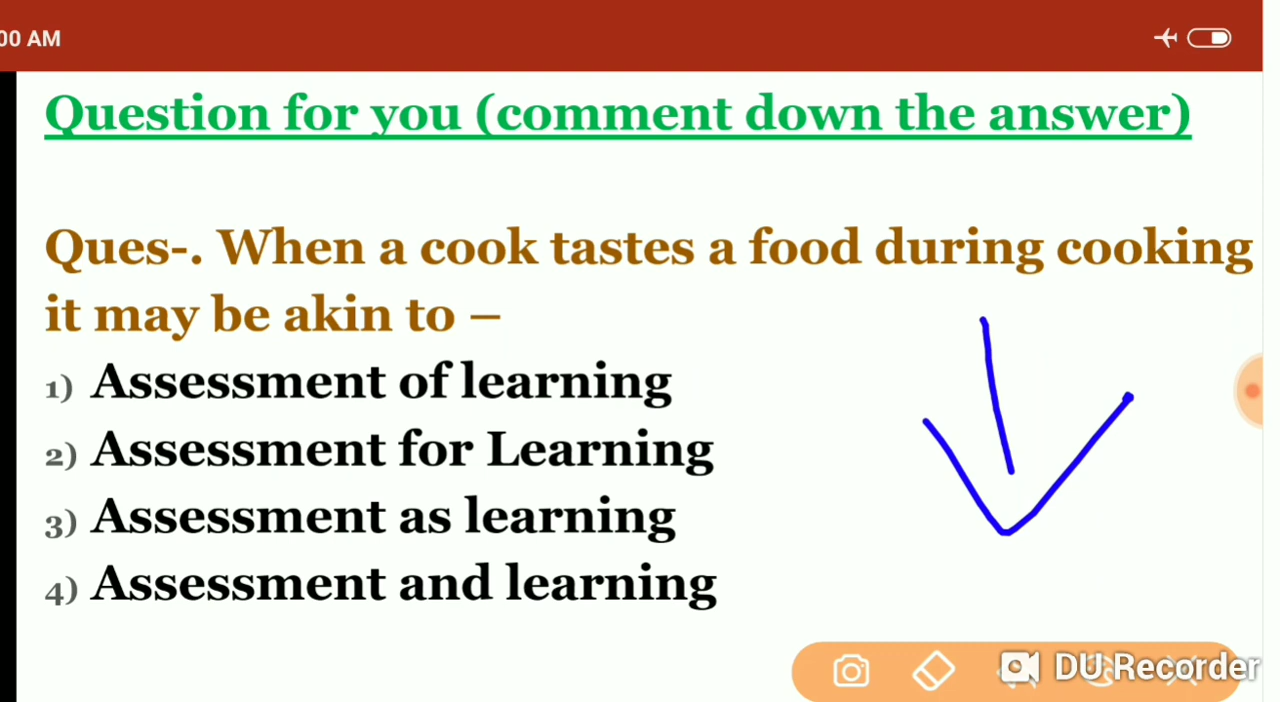 00 AM
Question for you (comment down the answer)
Ques-. When a cook tastes a food during cooking
it may be akin to –
1) Assessment of learning
2) Assessment for Learning
3) Assessment as learning
4) Assessment and learning
DU Recorder